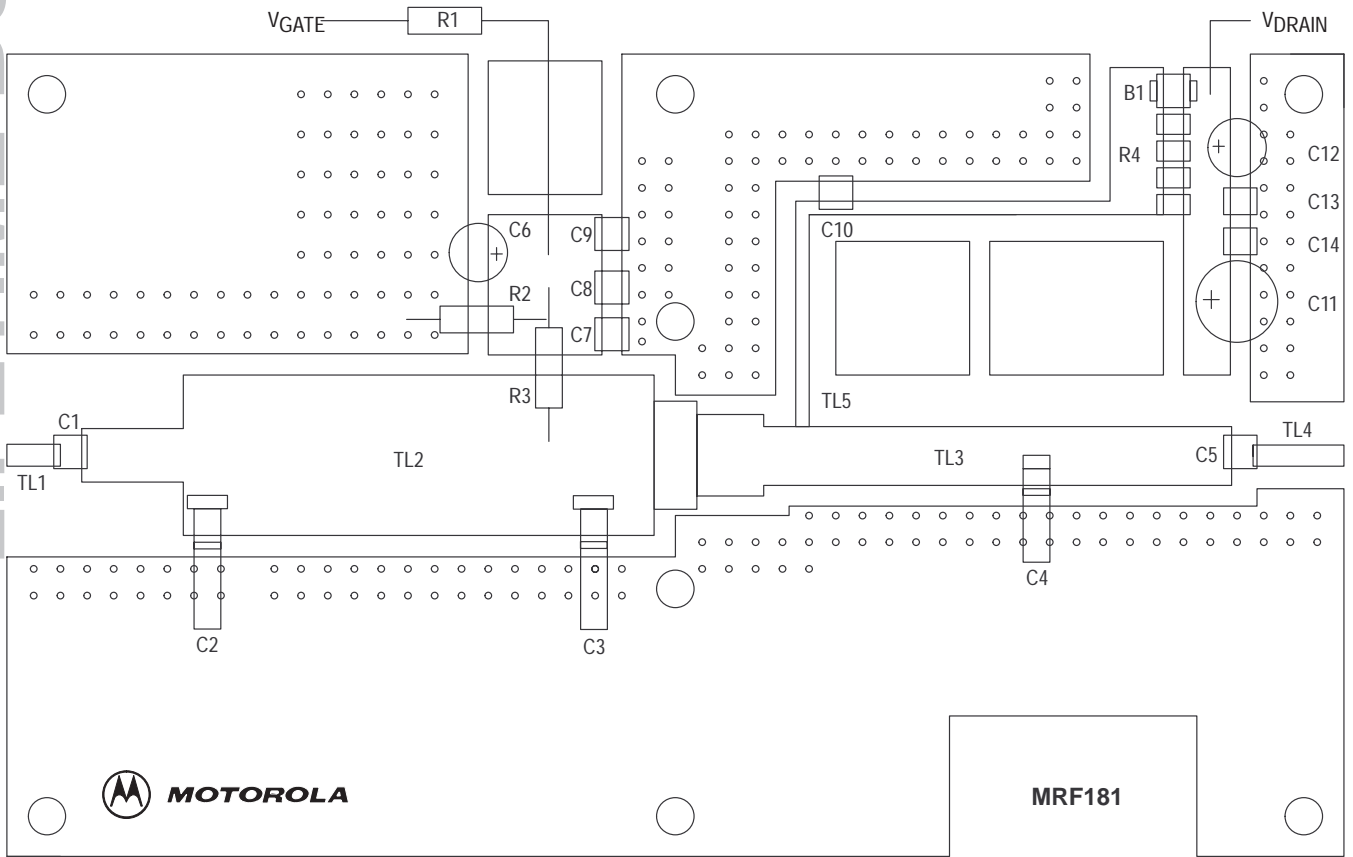 VGATE R1 VDRAIN
B1
R4 C12
C13
C6 C9 C10
C14
C8
R2 C11
C7
R3 TL5
C1 TL4
TL2 TL3 C5
TL1
C4
C2 C3
MOTOROLA MRF181